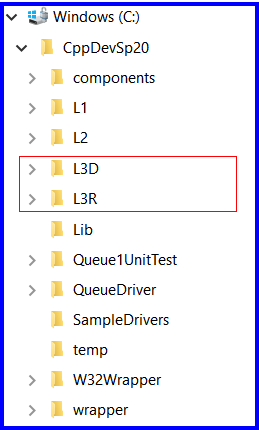 Windows (C:)
CppDevSp20
components
L1
L2
L3D
L3R
Lib
Queue1UnitTest
QueueDriver
SampleDrivers
temp
W32Wrapper
wrapper